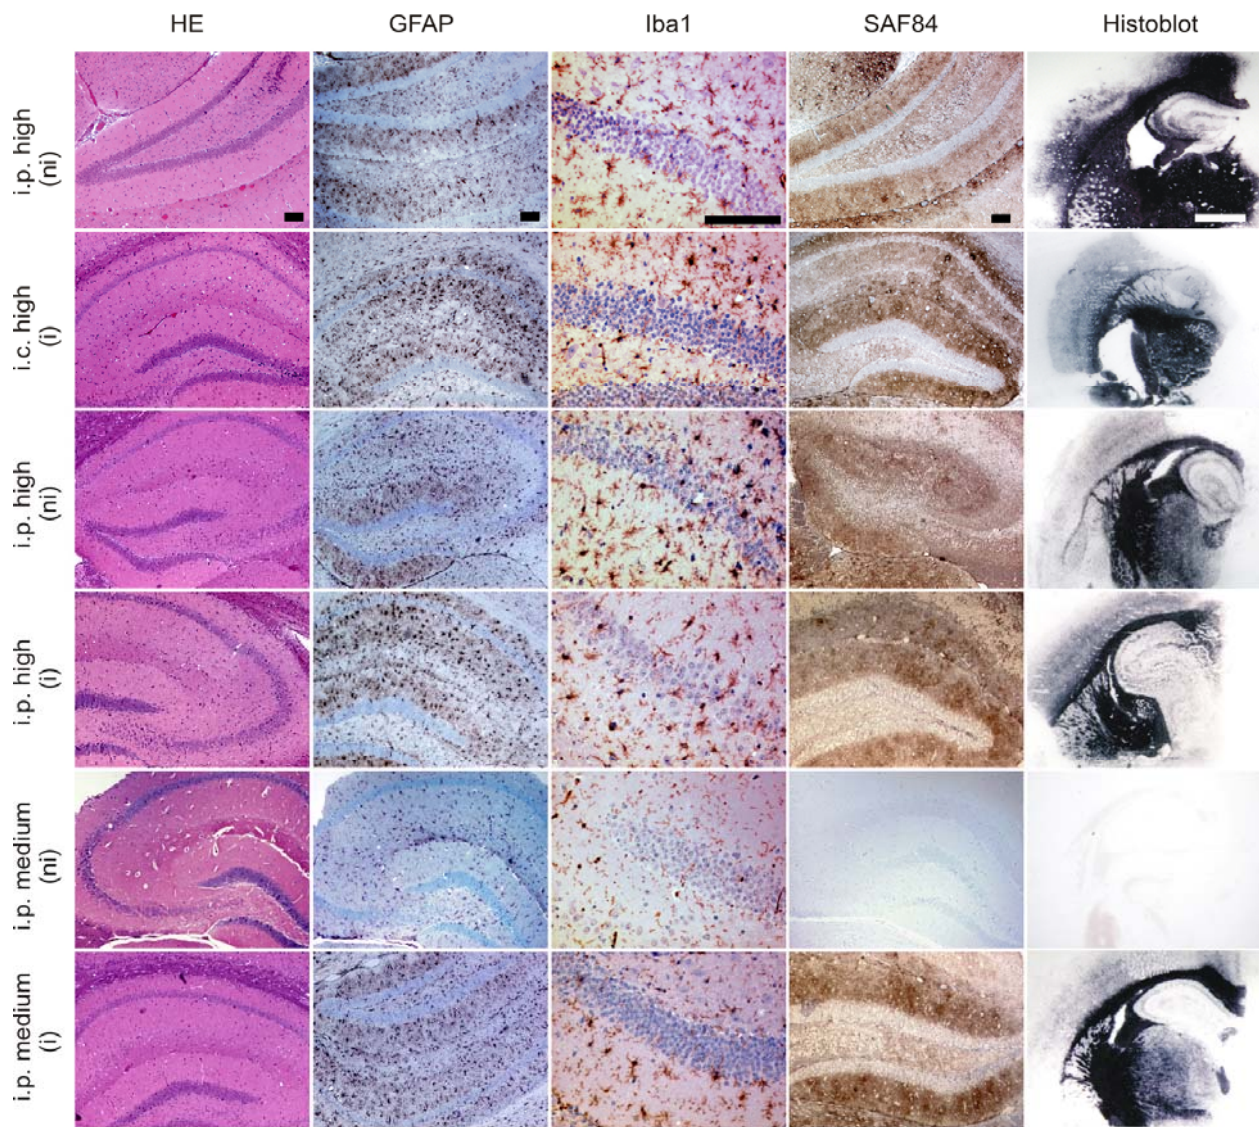 HE GFAP Iba1 SAF84 Histoblot
i.p. high
(ni)
i.c. high
(i)
i.p. high
(ni)
i.p. high
(i)
i.p. medium
(ni)
i.p. medium
(i)